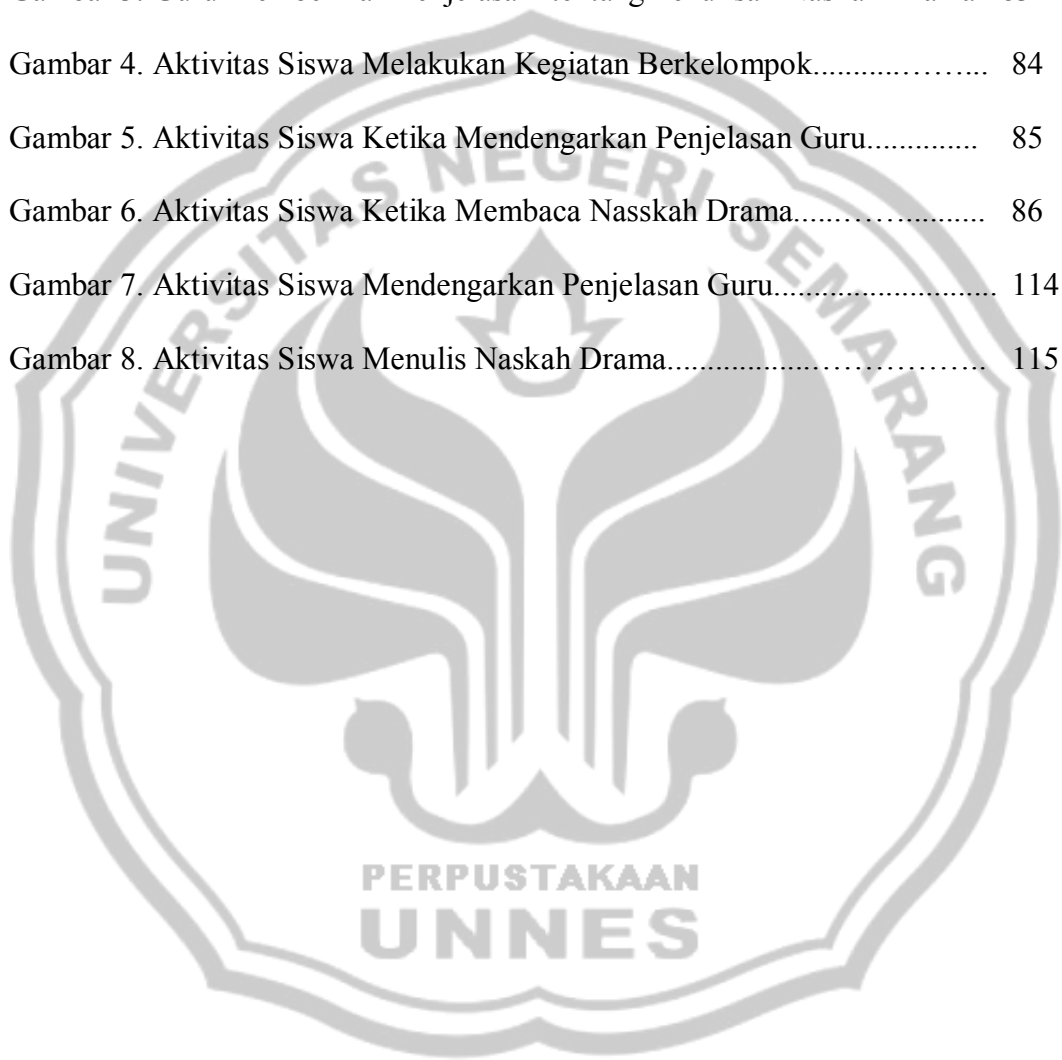 Gambar 4. Aktivitas Siswa Melakukan Kegiatan Berkelompok...........……... 84
Gambar 5. Aktivitas Siswa Ketika Mendengarkan Penjelasan Guru.............. 85
Gambar 6. Aktivitas Siswa Ketika Membaca Nasskah Drama......……........... 86
Gambar 7. Aktivitas Siswa Mendengarkan Penjelasan Guru............................ 114
Gambar 8. Aktivitas Siswa Menulis Naskah Drama...................…………….. 115
UNIVERSITAS NEGERI SEMARANG
PERPUSTAKAAN
UNNES